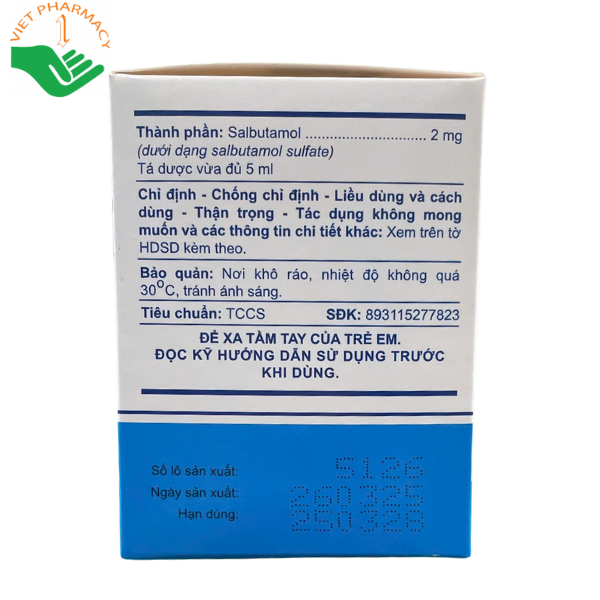 VIET PHARMACY
1
Thành phần: Salbutamol .............................. 2 mg
(dưới dạng salbutamol sulfate)
Tá dược vừa đủ 5 ml
Chỉ định - Chống chỉ định - Liều dùng và cách
dùng - Thận trọng - Tác dụng không mong
muốn và các thông tin chi tiết khác: Xem trên tờ
HDSD kèm theo.
Bảo quản: Nơi khô ráo, nhiệt độ không quá
30⁰C, tránh ánh sáng.
Tiêu chuẩn: TCCS SĐK: 893115277823
ĐỂ XA TẦM TAY CỦA TRẺ EM.
ĐỌC KỸ HƯỚNG DẪN SỬ DỤNG TRƯỚC
KHI DÙNG.
Số lô sản xuất: 5126
Ngày sản xuất: 260325
Hạn dùng: 250328